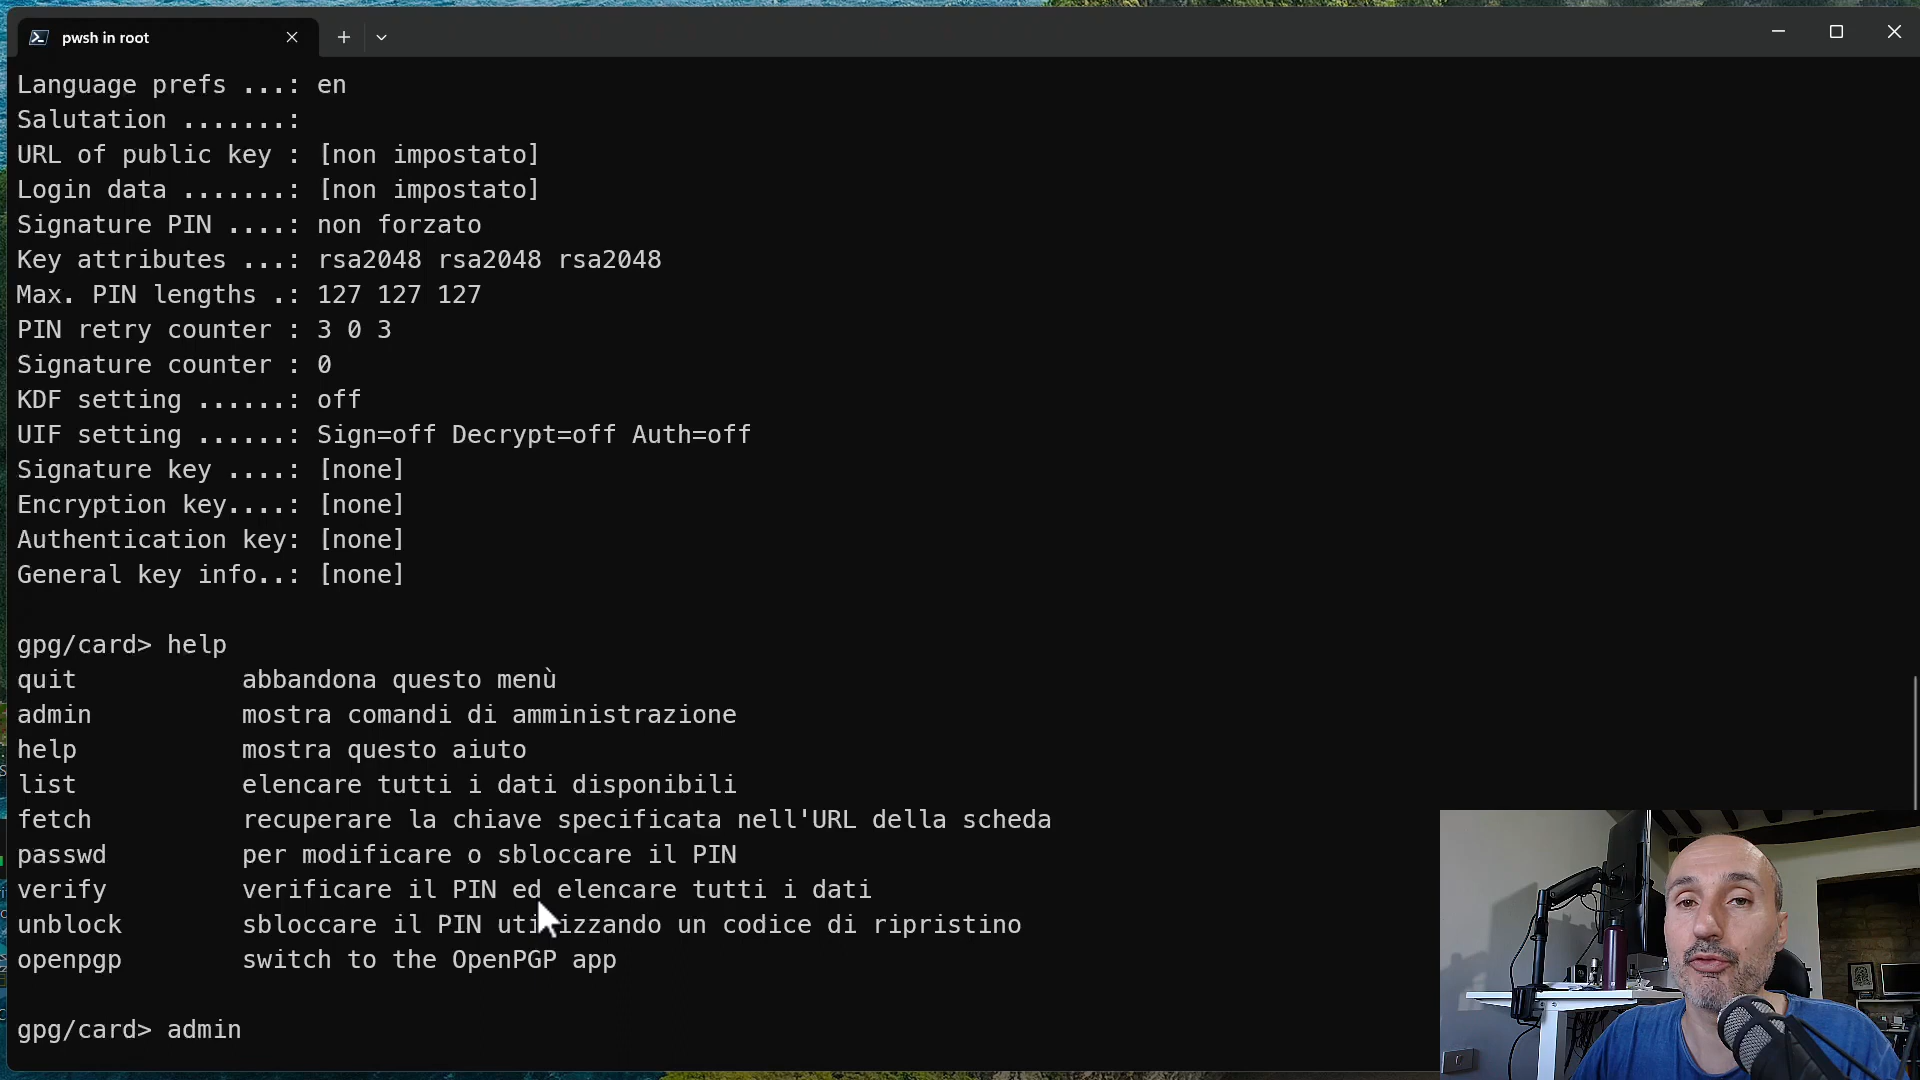 pwsh in root
Language prefs ...: en
Salutation .......:
URL of public key : [non impostato]
Login data .......: [non impostato]
Signature PIN ....: non forzato
Key attributes ...: rsa2048 rsa2048 rsa2048
Max. PIN lengths .: 127 127 127
PIN retry counter : 3 0 3
Signature counter : 0
KDF setting ......: off
UIF setting ......: Sign=off Decrypt=off Auth=off
Signature key ....: [none]
Encryption key....: [none]
Authentication key: [none]
General key info..: [none]
gpg/card> help
quit abbandona questo menù
admin mostra comandi di amministrazione
help mostra questo aiuto
list elencare tutti i dati disponibili
fetch recuperare la chiave specificata nell'URL della scheda
passwd per modificare o sbloccare il PIN
verify verificare il PIN ed elencare tutti i dati
unblock sbloccare il PIN utilizzando un codice di ripristino
openpgp switch to the OpenPGP app
gpg/card> admin